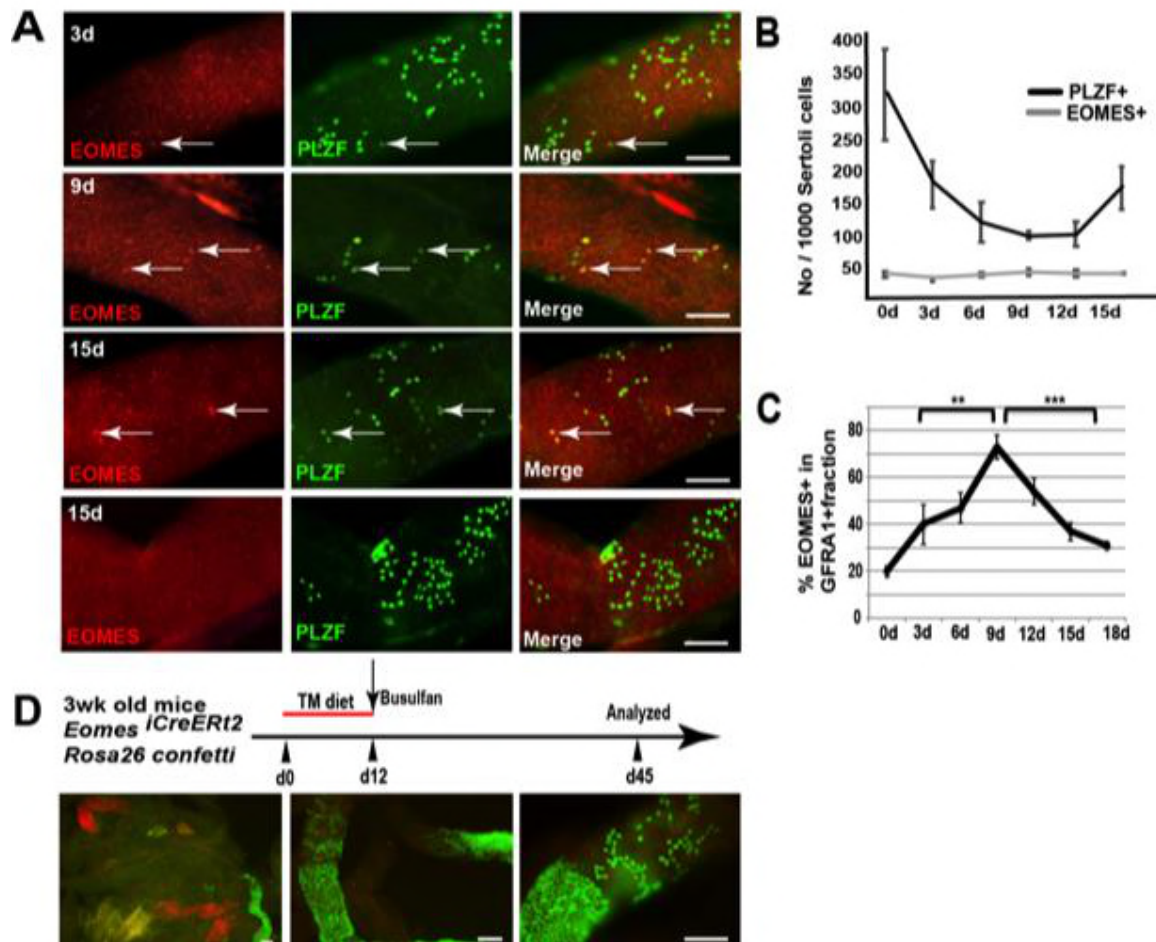 A
3d
EOMES
PLZF
Merge
9d
EOMES
PLZF
Merge
15d
EOMES
PLZF
Merge
15d
EOMES
PLZF
Merge
B
No / 1000 Sertoli cells
400
350
300
250
200
150
100
50
PLZF+
EOMES+
0d 3d 6d 9d 12d 15d
C
% EOMES+ in
GFRA1+fraction
** ***
80
60
40
20
0
0d 3d 6d 9d 12d 15d 18d
D
3wk old mice
Eomes iCreERt2
Rosa26 confetti
TM diet
Busulfan
Analyzed
d0 d12 d45